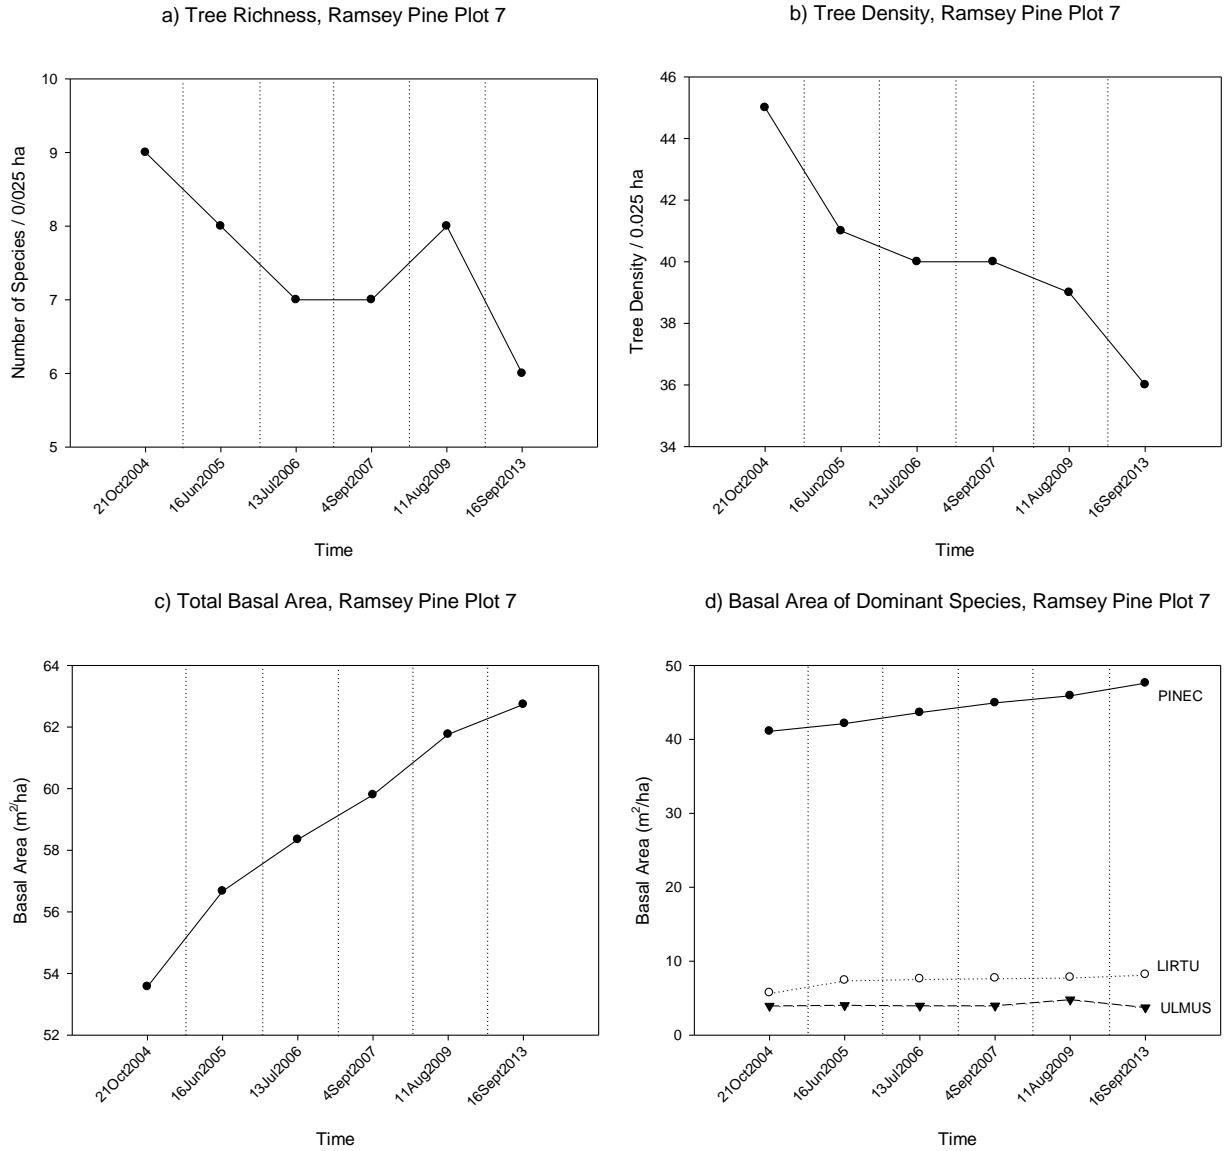 a) Tree Richness, Ramsey Pine Plot 7
Number of Species / 0/025 ha
10
9
8
7
6
5
21Oct2004
16Jun2005
13Jul2006
4Sept2007
11Aug2009
16Sept2013
Time
b) Tree Density, Ramsey Pine Plot 7
Tree Density / 0.025 ha
46
44
42
40
38
36
34
21Oct2004
16Jun2005
13Jul2006
4Sept2007
11Aug2009
16Sept2013
Time
c) Total Basal Area, Ramsey Pine Plot 7
Basal Area (m²/ha)
64
62
60
58
56
54
52
21Oct2004
16Jun2005
13Jul2006
4Sept2007
11Aug2009
16Sept2013
Time
d) Basal Area of Dominant Species, Ramsey Pine Plot 7
Basal Area (m²/ha)
50
40
30
20
10
0
PINEC
LIRTU
ULMUS
21Oct2004
16Jun2005
13Jul2006
4Sept2007
11Aug2009
16Sept2013
Time